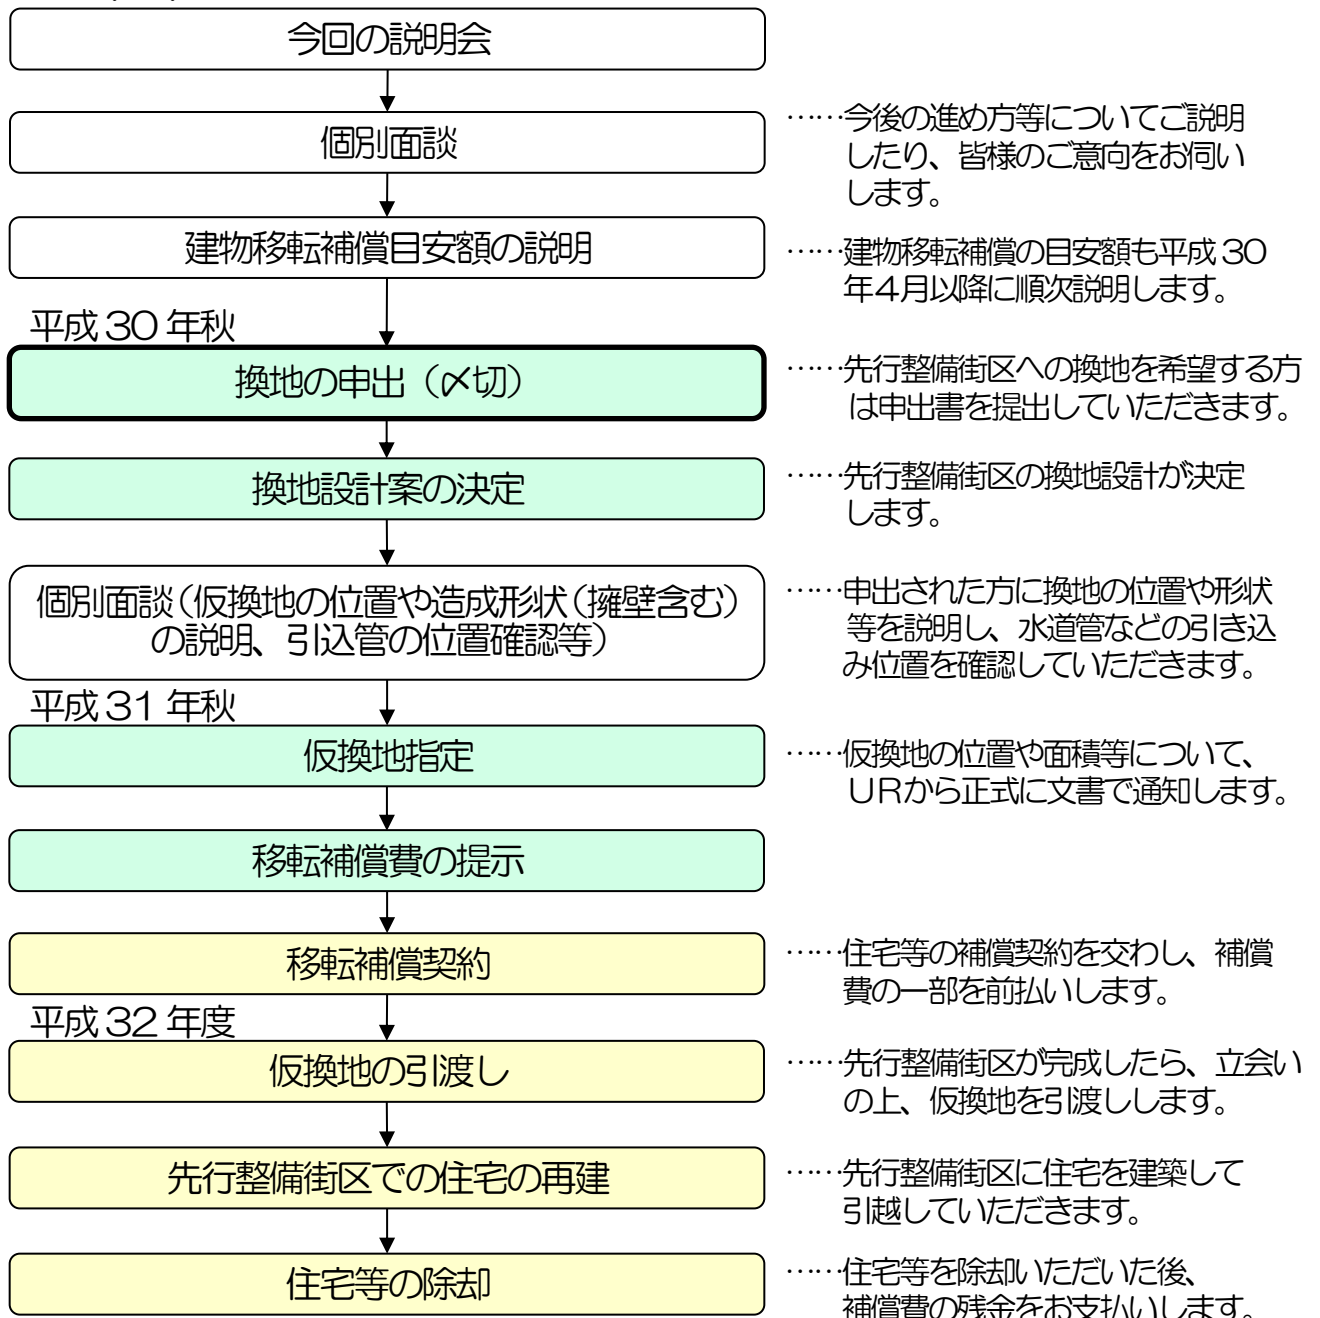 今回の説明会
個別面談
……今後の進め方等についてご説明
したり、皆様のご意向をお伺い
します。
建物移転補償目安額の説明
……建物移転補償の目安額も平成30
年4月以降に順次説明します。
平成30年秋
換地の申出（〆切）
……先行整備街区への換地を希望する方
は申出書を提出していただきます。
換地設計案の決定
……先行整備街区の換地設計が決定
します。
個別面談（仮換地の位置や造成形状（擁壁含む）
の説明、引込管の位置確認等）
……申出された方に換地の位置や形状
等を説明し、水道管などの引き込
み位置を確認していただきます。
平成31年秋
仮換地指定
……仮換地の位置や面積等について、
ＵＲから正式に文書で通知します。
移転補償費の提示
移転補償契約
……住宅等の補償契約を交わし、補償
費の一部を前払いします。
平成32年度
仮換地の引渡し
……先行整備街区が完成したら、立会い
の上、仮換地を引渡しします。
先行整備街区での住宅の再建
……先行整備街区に住宅を建築して
引越していただきます。
住宅等の除却
……住宅等を除却いただいた後、
補償費の残金をお支払いします。